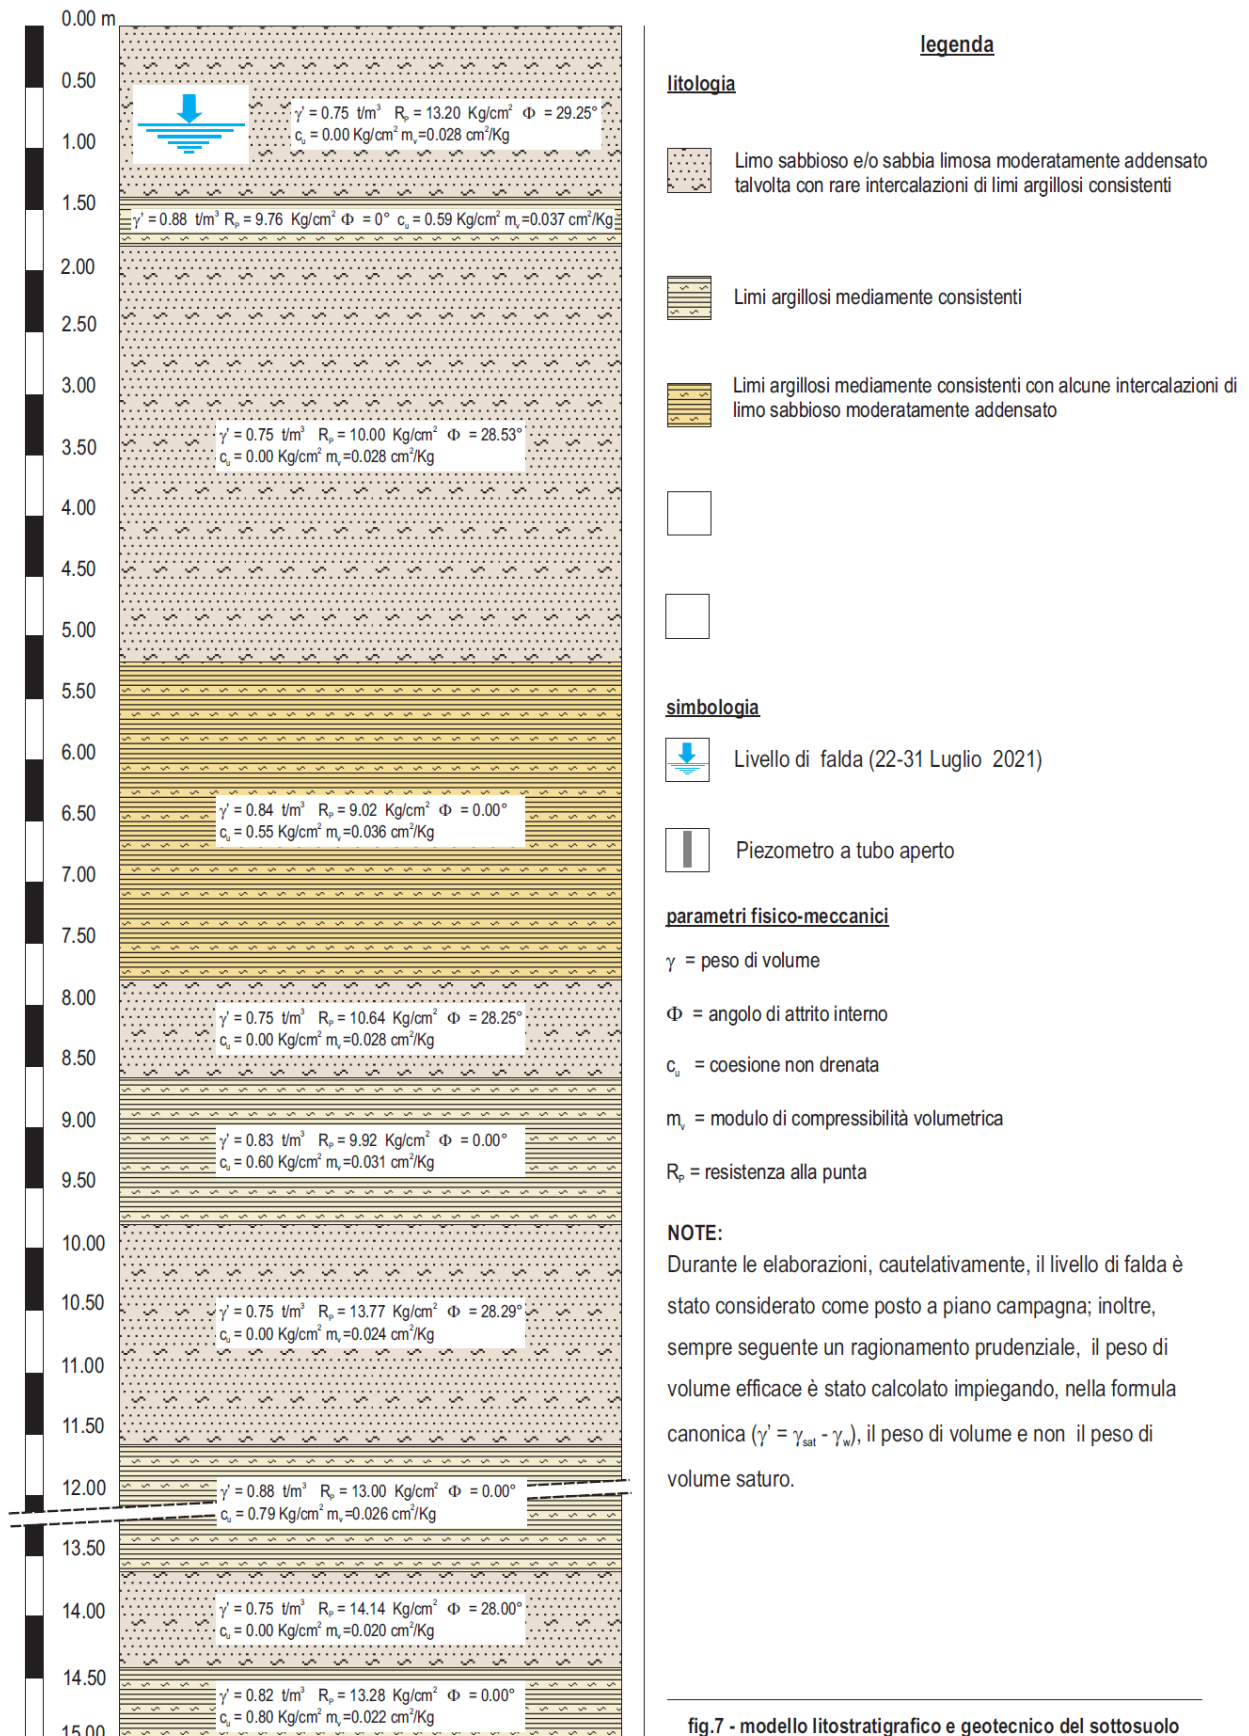 0.00 m
0.50
1.00
1.50
2.00
2.50
3.00
3.50
4.00
4.50
5.00
5.50
6.00
6.50
7.00
7.50
8.00
8.50
9.00
9.50
10.00
10.50
11.00
11.50
12.00
13.50
14.00
14.50
15.00
γ' = 0.75 t/m³ Rₚ = 13.20 Kg/cm² Φ = 29.25°
cᵤ = 0.00 Kg/cm² mᵥ=0.028 cm²/Kg
γ' = 0.88 t/m³ Rₚ = 9.76 Kg/cm² Φ = 0° cᵤ = 0.59 Kg/cm² mᵥ=0.037 cm²/Kg
γ' = 0.75 t/m³ Rₚ = 10.00 Kg/cm² Φ = 28.53°
cᵤ = 0.00 Kg/cm² mᵥ=0.028 cm²/Kg
γ' = 0.84 t/m³ Rₚ = 9.02 Kg/cm² Φ = 0.00°
cᵤ = 0.55 Kg/cm² mᵥ=0.036 cm²/Kg
γ' = 0.75 t/m³ Rₚ = 10.64 Kg/cm² Φ = 28.25°
cᵤ = 0.00 Kg/cm² mᵥ=0.028 cm²/Kg
γ' = 0.83 t/m³ Rₚ = 9.92 Kg/cm² Φ = 0.00°
cᵤ = 0.60 Kg/cm² mᵥ=0.031 cm²/Kg
γ' = 0.75 t/m³ Rₚ = 13.77 Kg/cm² Φ = 28.29°
cᵤ = 0.00 Kg/cm² mᵥ=0.024 cm²/Kg
γ' = 0.88 t/m³ Rₚ = 13.00 Kg/cm² Φ = 0.00°
cᵤ = 0.79 Kg/cm² mᵥ=0.026 cm²/Kg
γ' = 0.75 t/m³ Rₚ = 14.14 Kg/cm² Φ = 28.00°
cᵤ = 0.00 Kg/cm² mᵥ=0.020 cm²/Kg
γ' = 0.82 t/m³ Rₚ = 13.28 Kg/cm² Φ = 0.00°
cᵤ = 0.80 Kg/cm² mᵥ=0.022 cm²/Kg
legenda
litologia
Limo sabbioso e/o sabbia limosa moderatamente addensato
talvolta con rare intercalazioni di limi argillosi consistenti
Limi argillosi mediamente consistenti
Limi argillosi mediamente consistenti con alcune intercalazioni di
limo sabbioso moderatamente addensato
simbologia
Livello di falda (22-31 Luglio 2021)
Piezometro a tubo aperto
parametri fisico-meccanici
γ = peso di volume
Φ = angolo di attrito interno
cᵤ = coesione non drenata
mᵥ = modulo di compressibilità volumetrica
Rₚ = resistenza alla punta
NOTE:
Durante le elaborazioni, cautelativamente, il livello di falda è
stato considerato come posto a piano campagna; inoltre,
sempre seguente un ragionamento prudenziale, il peso di
volume efficace è stato calcolato impiegando, nella formula
canonica (γ' = γsat - γw), il peso di volume e non il peso di
volume saturo.
fig.7 - modello litostratigrafico e geotecnico del sottosuolo